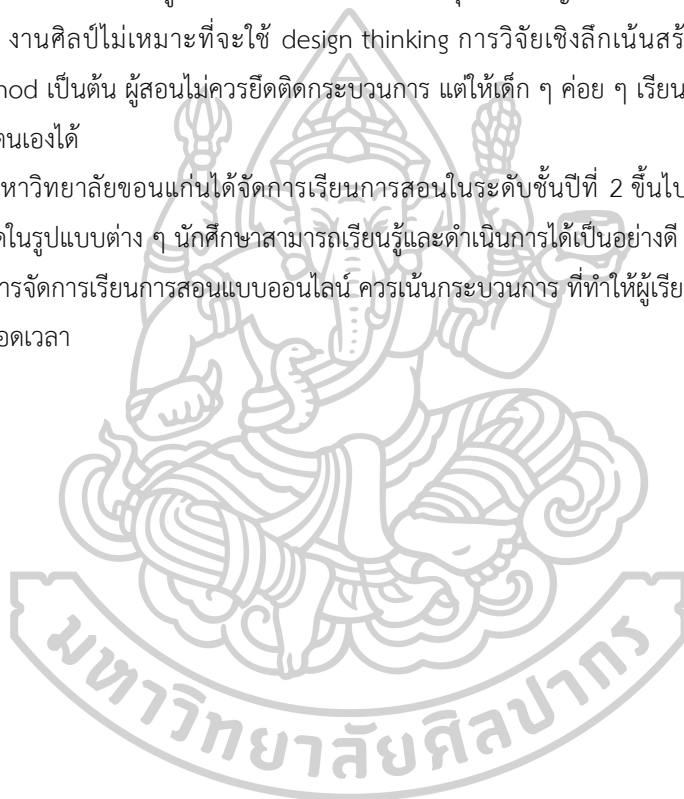 งานศิลป์ไม่เหมาะที่จะใช้ design thinking การวิจัยเชิงลึกเน้นสร้
nod เป็นต้น ผู้สอนไม่ควรยึดติดกระบวนการ แต่ให้เด็ก ๆ ค่อย ๆ เรียน
ตนเองได้
หาวิทยาลัยขอนแก่นได้จัดการเรียนการสอนในระดับชั้นปีที่ 2 ขึ้นไป
ดในรูปแบบต่าง ๆ นักศึกษาสามารถเรียนรู้และดำเนินการได้เป็นอย่างดี
ารจัดการเรียนการสอนแบบออนไลน์ ควรเน้นกระบวนการ ที่ทำให้ผู้เรีย
อดเวลา
มหาวิทยาลัยศิลปากร